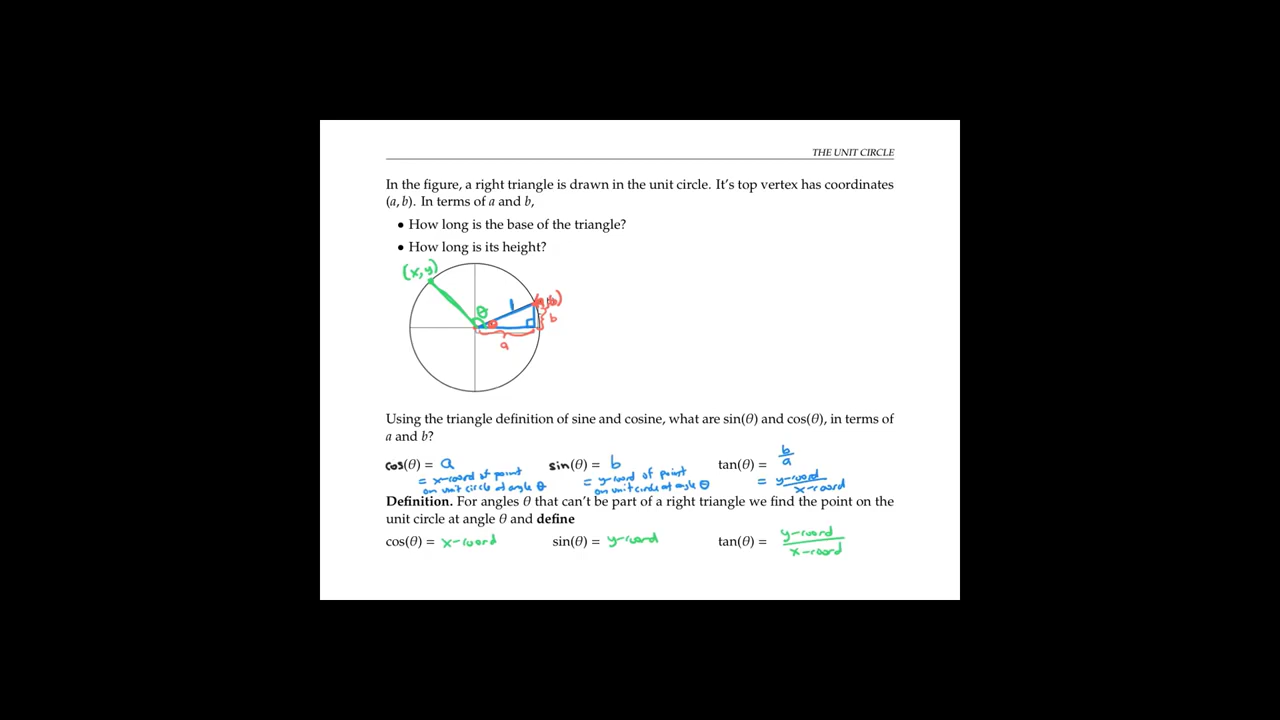 THE UNIT CIRCLE
In the figure, a right triangle is drawn in the unit circle. It's top vertex has coordinates
(a, b). In terms of a and b,
• How long is the base of the triangle?
• How long is its height?
(x, y)
θ
1
b
a
Using the triangle definition of sine and cosine, what are sin(θ) and cos(θ), in terms of
a and b?
cos(θ) = a
= x-coord of point
on unit circle at angle θ
sin(θ) = b
= y-coord of point
on unit circle at angle θ
tan(θ) = b/a
= y-coord/x-coord
Definition. For angles θ that can't be part of a right triangle we find the point on the
unit circle at angle θ and define
cos(θ) = x-coord
sin(θ) = y-coord
tan(θ) = y-coord/x-coord